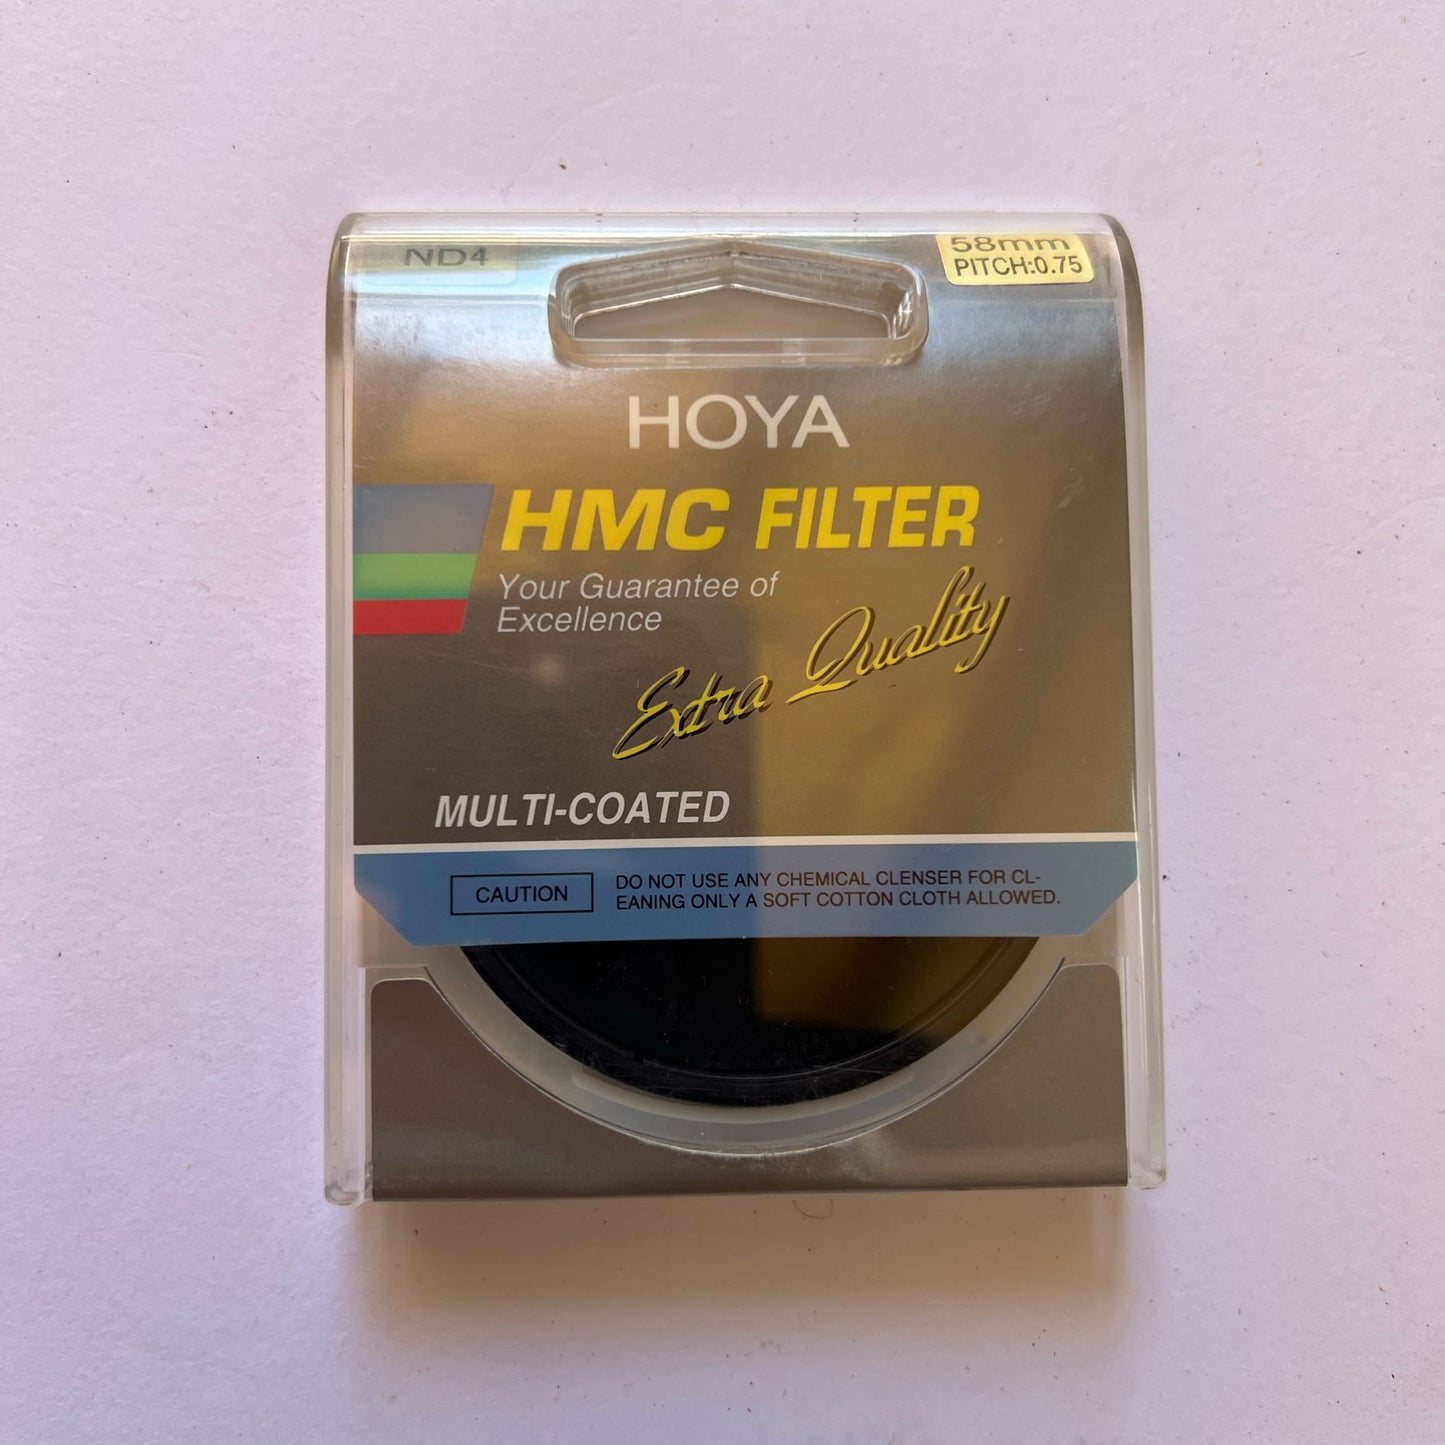 ND4
58mm
PITCH:0.75
HOYA
HMC FILTER
Your Guarantee of
Excellence
Extra Quality
MULTI-COATED
CAUTION
DO NOT USE ANY CHEMICAL CLENSER FOR CL-
EANING ONLY A SOFT COTTON CLOTH ALLOWED.